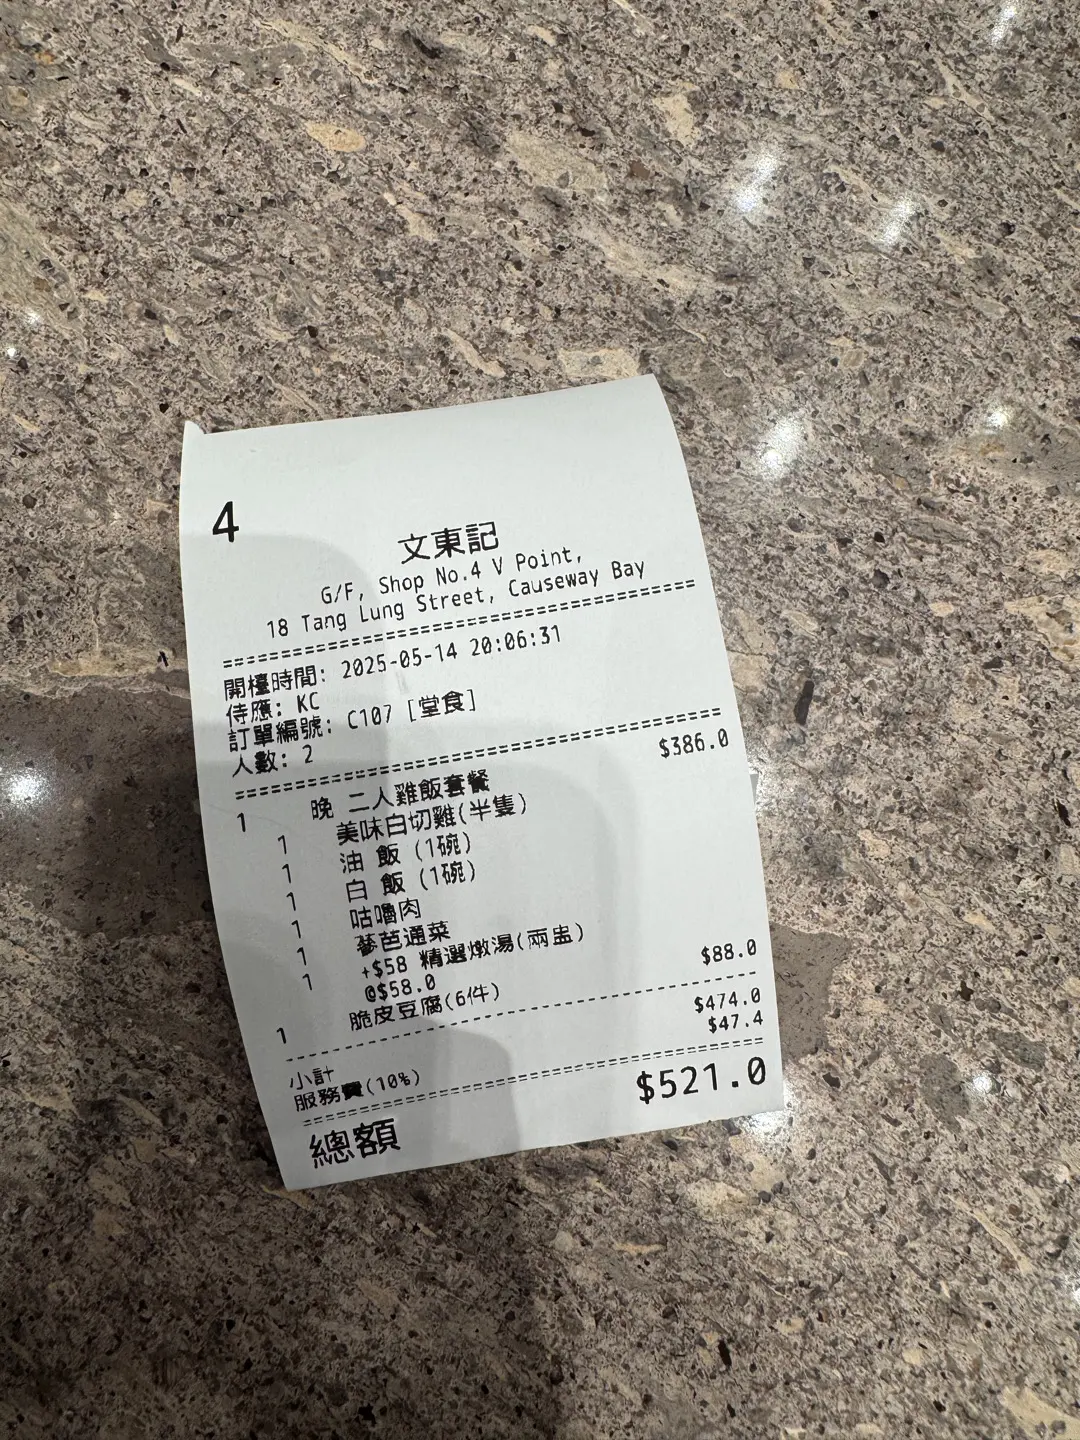 4
文東記
G/F, Shop No.4 V Point,
18 Tang Lung Street, Causeway Bay
開檯時間: 2025-05-14 20:06:31
侍應: KC
訂單編號: C107 [堂食]
人數: 2
1 晚 二人雞飯套餐 $386.0
1 美味白切雞(半隻)
1 油 飯 (1碗)
1 白 飯 (1碗)
1 咕嚕肉
1 蔘芭通菜
1 +$58 精選燉湯(兩盅)
@$58.0
1 脆皮豆腐(6件) $88.0
小計 $474.0
服務費(10%) $47.4
總額 $521.0